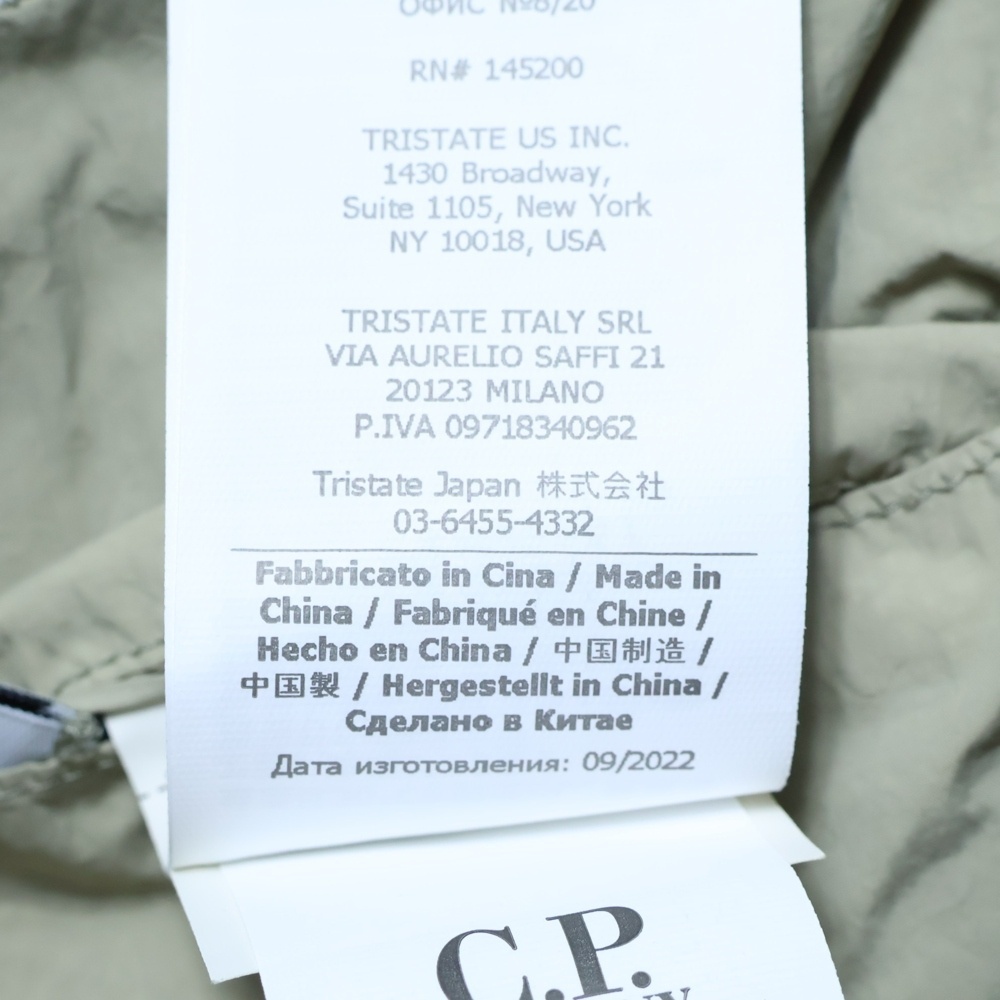 ОФИС №8/20
RN# 145200
TRISTATE US INC.
1430 Broadway,
Suite 1105, New York
NY 10018, USA
TRISTATE ITALY SRL
VIA AURELIO SAFFI 21
20123 MILANO
P.IVA 09718340962
Tristate Japan 株式会社
03-6455-4332
Fabbricato in Cina / Made in
China / Fabriqué en Chine /
Hecho en China / 中国制造 /
中国製 / Hergestellt in China /
Сделано в Китае
Дата изготовления: 09/2022
C.P.